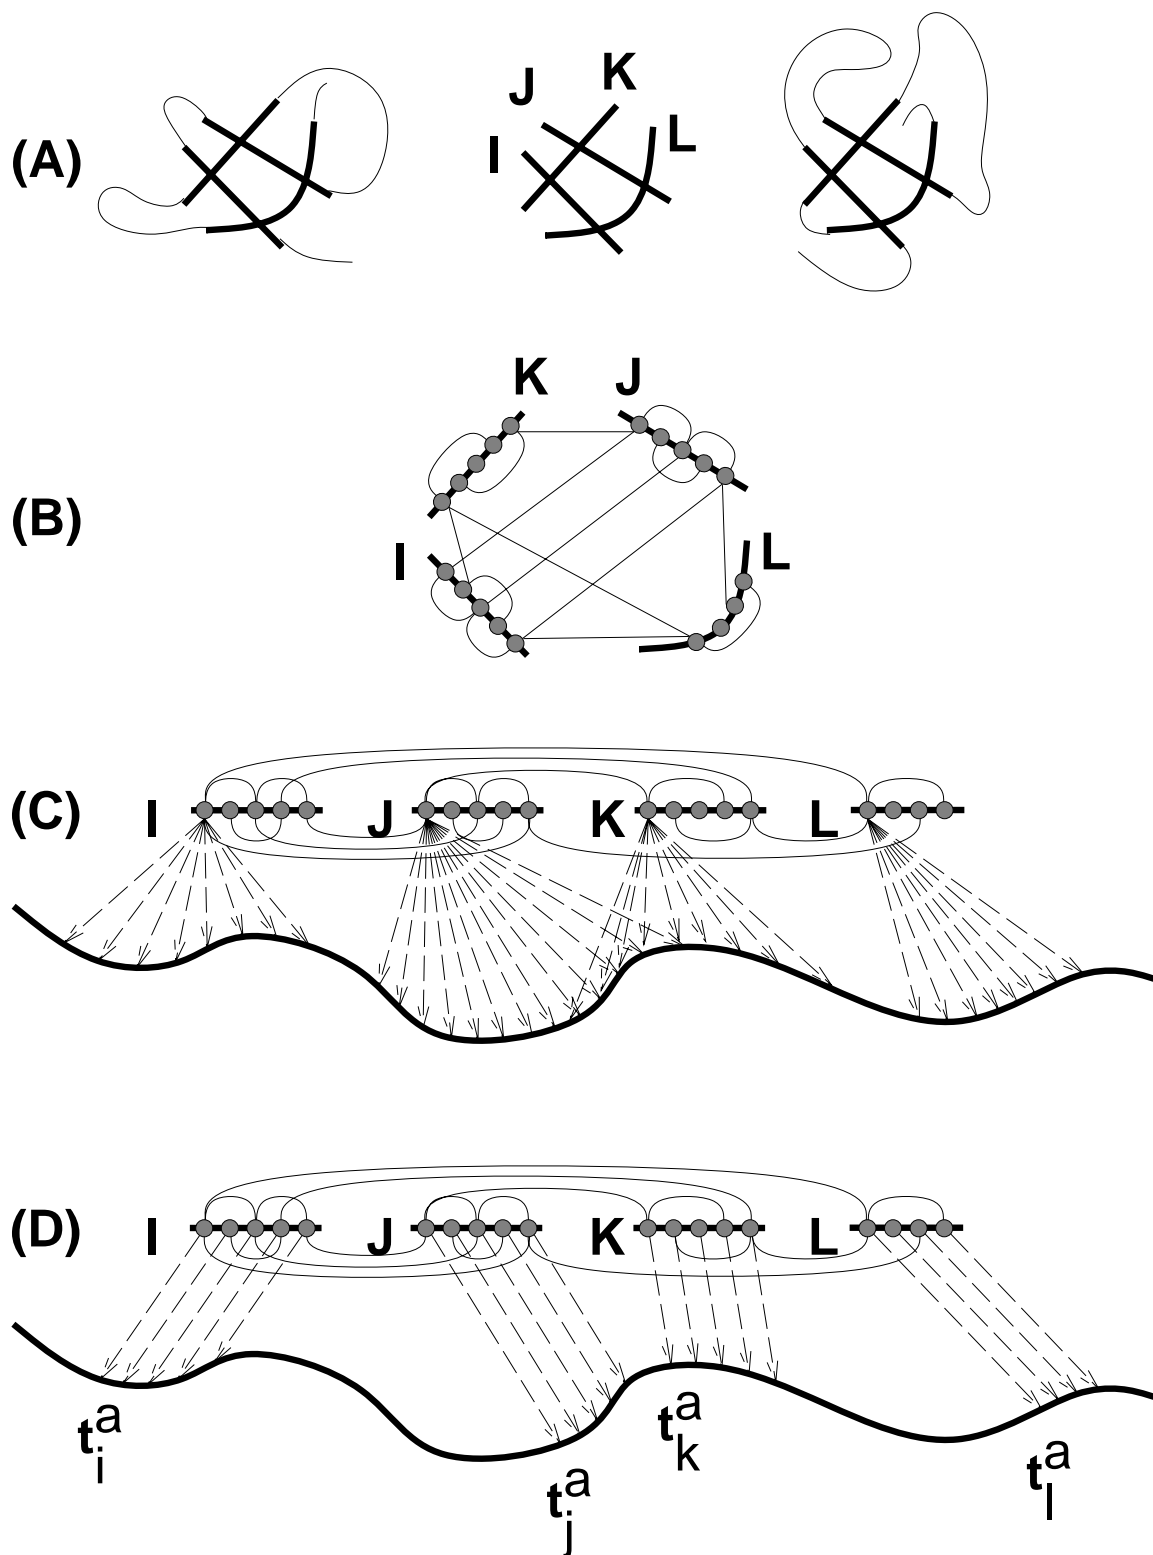 (A)
I J K L
(B)
K J
I L
(C) I J K L
(D) I J K L
t_i^a t_j^a t_k^a t_l^a